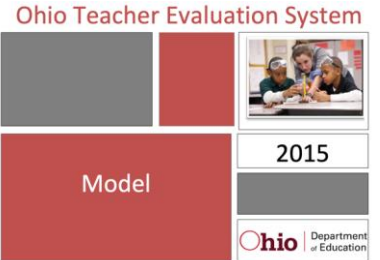 Ohio Teacher Evaluation System
2015
Model
Ohio
Department
of Education